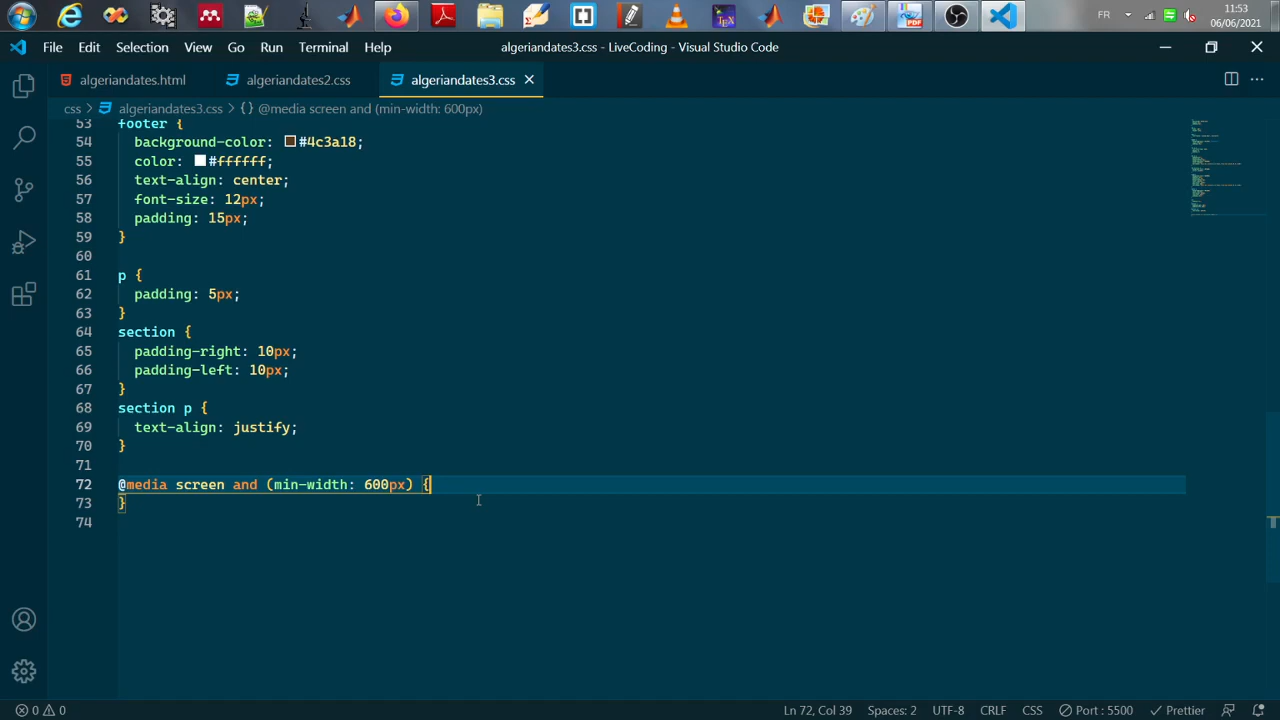 FR
11:53
06/06/2021
File Edit Selection View Go Run Terminal Help
algeriandates3.css - LiveCoding - Visual Studio Code
algeriandates.html algeriandates2.css algeriandates3.css
css > algeriandates3.css > {} @media screen and (min-width: 600px)
53 footer {
54 background-color: #4c3a18;
55 color: #ffffff;
56 text-align: center;
57 font-size: 12px;
58 padding: 15px;
59 }
60
61 p {
62 padding: 5px;
63 }
64 section {
65 padding-right: 10px;
66 padding-left: 10px;
67 }
68 section p {
69 text-align: justify;
70 }
71
72 @media screen and (min-width: 600px) {
73 }
74
0 0 Ln 72, Col 39 Spaces: 2 UTF-8 CRLF CSS Port : 5500 Prettier